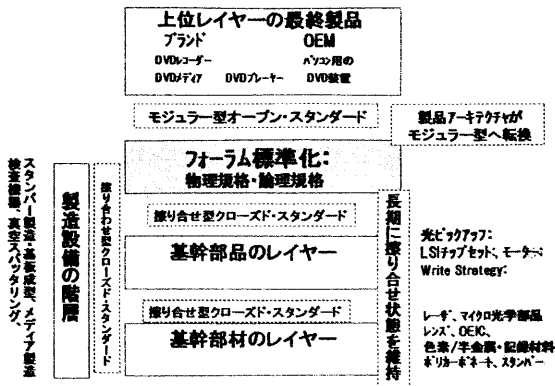 上位レイヤーの最終製品
ブランド OEM
DVDレコーダー パソコン用の
DVDメディア DVDプレーヤー DVD装置
モジュラー型オープン・スタンダード
製品アーキテクチャが
モジュラー型へ転換
フォーラム標準化:
物理規格・論理規格
擦り合せ型クローズド・スタンダード
基幹部品のレイヤー
擦り合せ型クローズド・スタンダード
基幹部材のレイヤー
長期に擦り合せ状態を維持
光ピックアップ:
LSIチップセット、モーター:
Write Strategy:
レーザ、マイクロ光学部品
レンズ、OEIC、
色素/半金属・記録材料
ポリカーボネート、スタンパー
擦り合わせ型クローズド・スタンダード
製造設備の階層
スタンパー製造・基板成型、メディア製造
検査機器、真空スパッタリング、